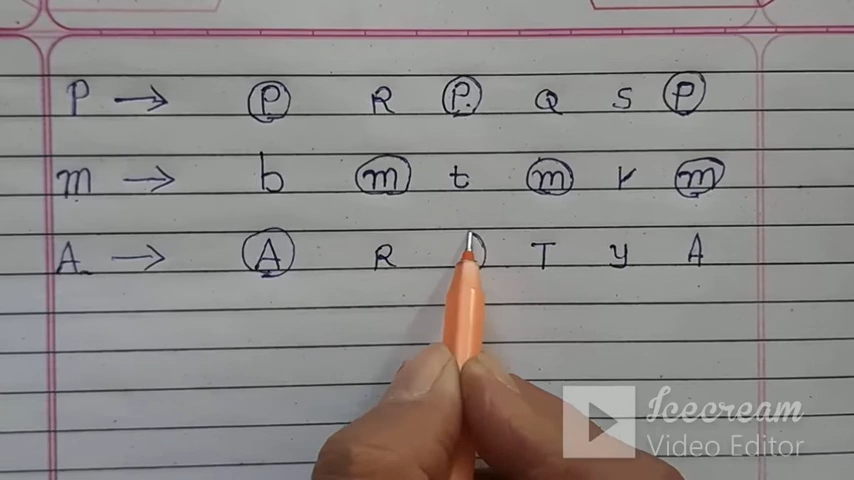 P → P R P Q S P
m → b m t m r m
A → A R T y A
Icecream
Video Editor